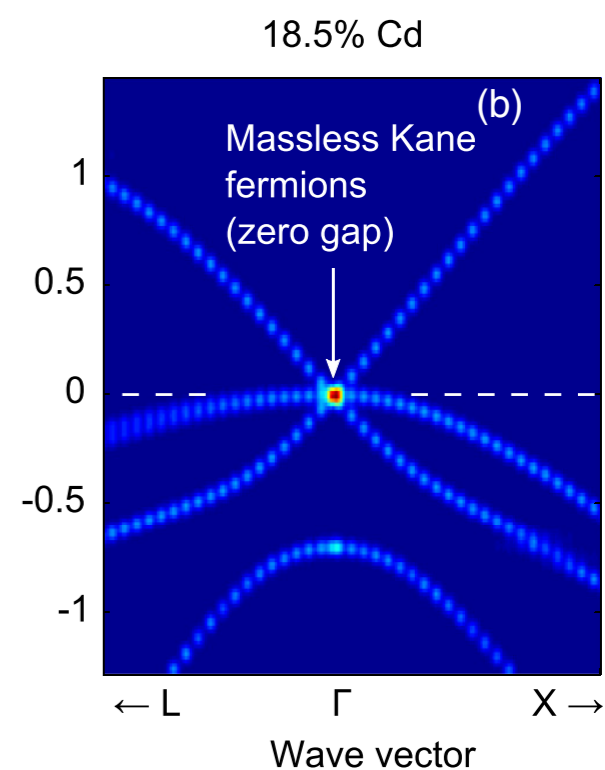 18.5% Cd
(b)
Massless Kane
fermions
(zero gap)
1
0.5
0
-0.5
-1
← L Γ X →
Wave vector